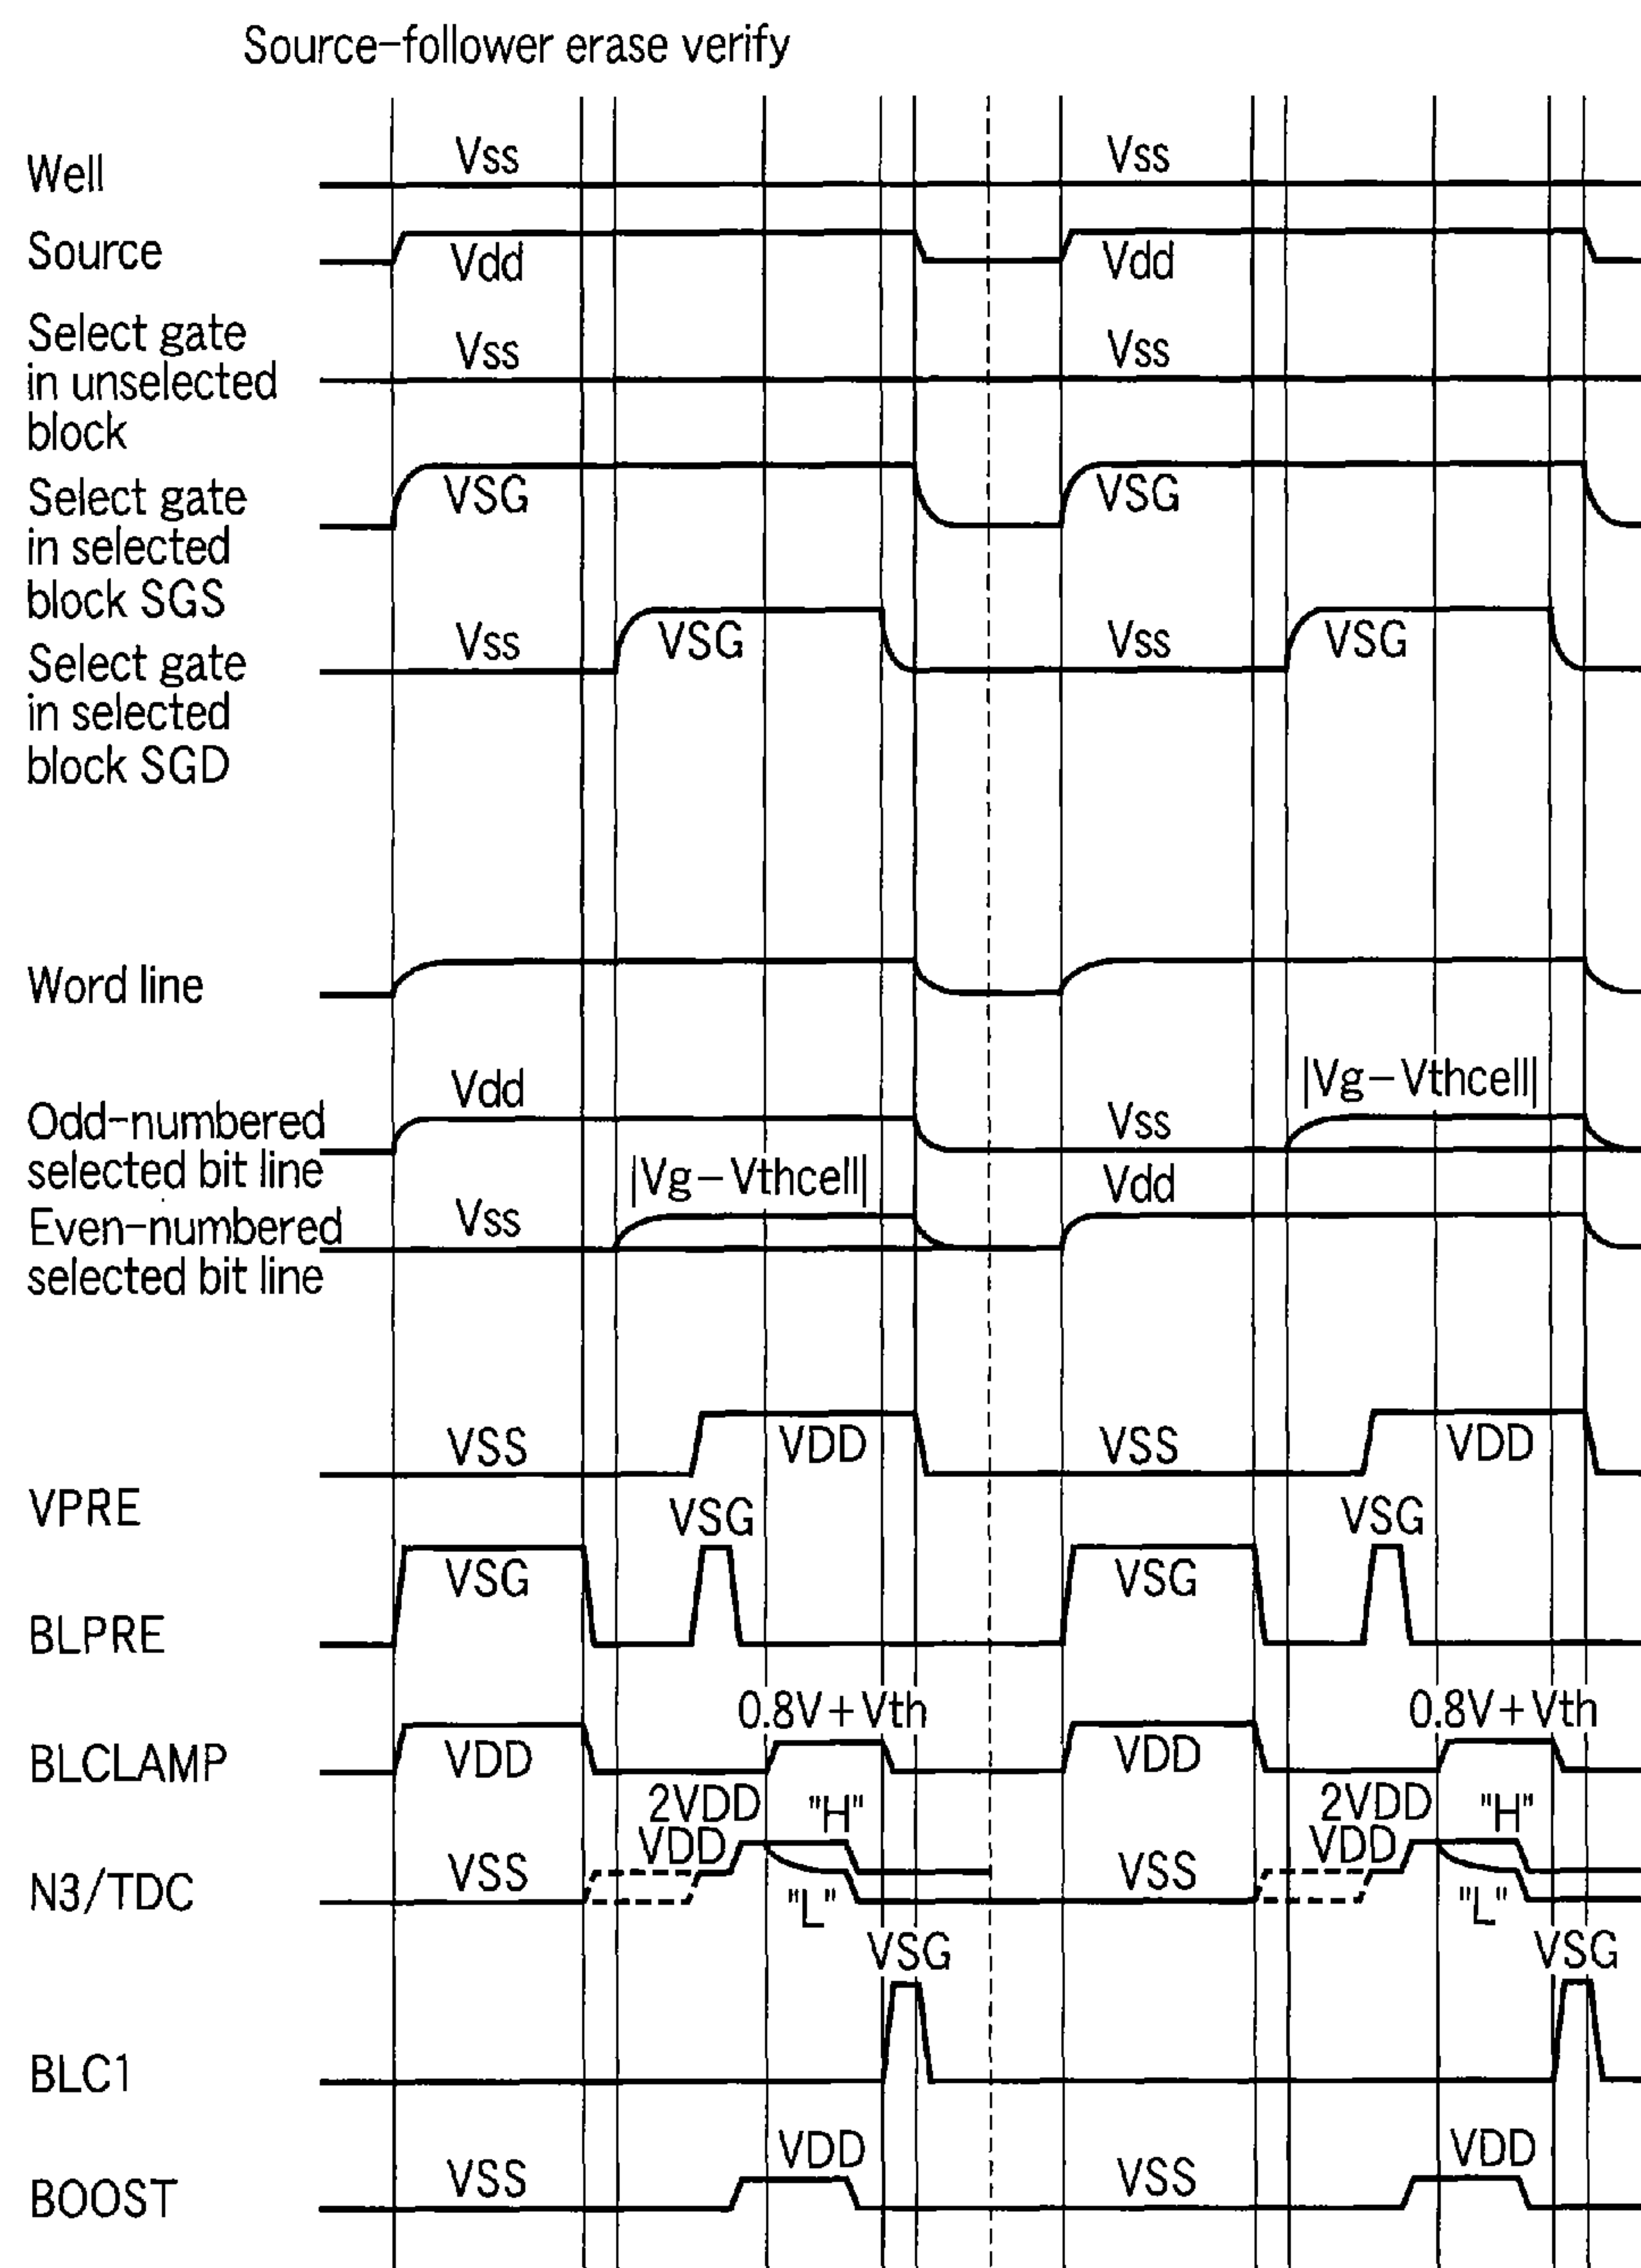 Source-follower erase verify
Vss Vss
Well
Source
Vdd Vdd
Select gate
in unselected
block
Vss Vss
VSG VSG
Select gate
in selected
block SGS
Vss VSG Vss VSG
Select gate
in selected
block SGD
Word line
|Vg-Vthcell|
Vdd Vss
Odd-numbered
selected bit line
|Vg-Vthcell| Vdd
Vss
Even-numbered
selected bit line
VSS VDD VSS VDD
VPRE
VSG VSG
VSG VSG
BLPRE
0.8V+Vth 0.8V+Vth
VDD VDD
BLCLAMP
2VDD "H" 2VDD "H"
VDD VDD
VSS VSS
N3/TDC
"L" "L"
VSG VSG
BLC1
VDD VDD
VSS VSS
BOOST